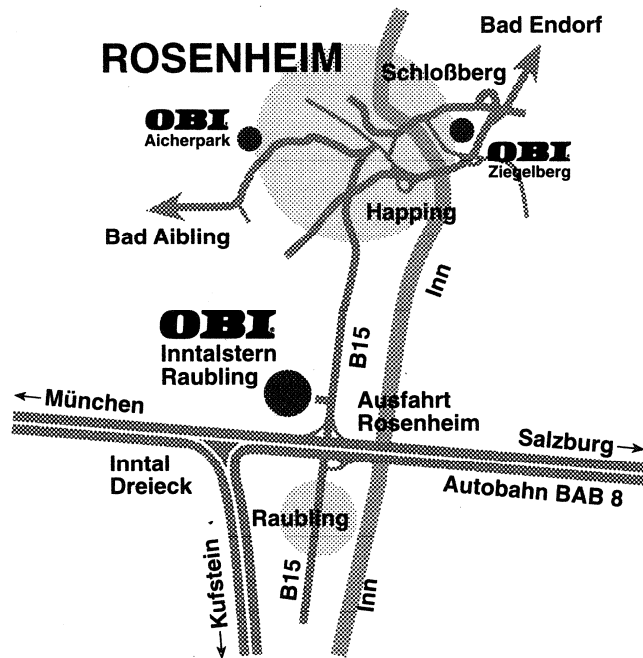 Bad Endorf
ROSENHEIM
Schloßberg
OBI
Aicherpark
OBI
Ziegelberg
Happing
Bad Aibling
Inn
OBI
Inntalstern
Raubling
B15
← München
Ausfahrt
Rosenheim
Salzburg →
Inntal
Dreieck
Autobahn BAB 8
Raubling
← Kufstein
B15
Inn